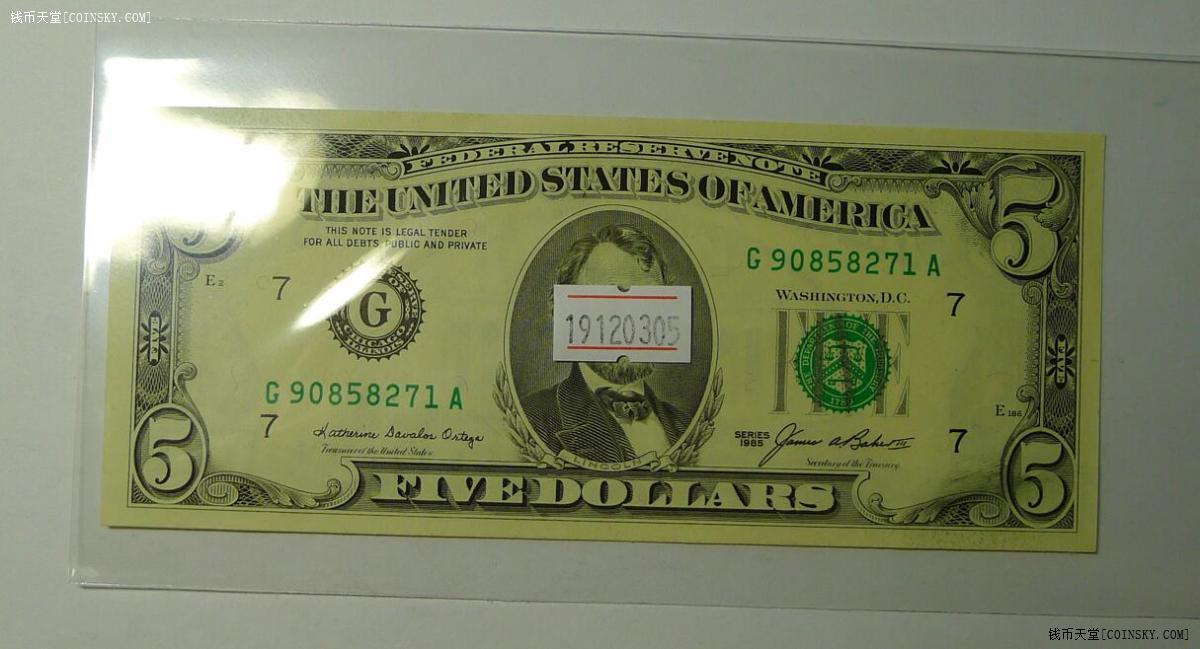 钱币天堂[COINSKY.COM]
FEDERAL RESERVE NOTE
THE UNITED STATES OF AMERICA
THIS NOTE IS LEGAL TENDER
FOR ALL DEBTS, PUBLIC AND PRIVATE
5
5
G 90858271 A
E2
7
WASHINGTON, D.C.
7
G
CHICAGO
ILLINOIS
19120305
G 90858271 A
E 186
7
7
Katherine Davalos Ortega
Treasurer of the United States
SERIES
1985
James A Baker III
Secretary of the Treasury
LINCOLN
5
5
FIVE DOLLARS
钱币天堂[COINSKY.COM]